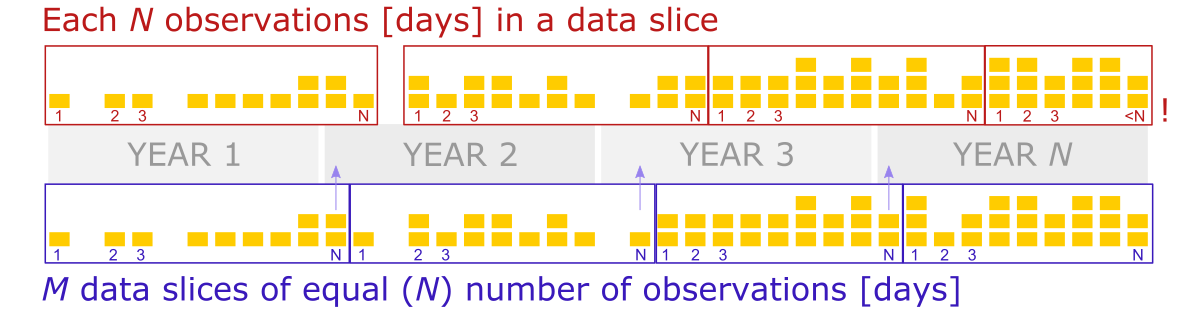 Each N observations [days] in a data slice
1 2 3 N 1 2 3 N 1 2 3 N 1 2 3 <N !
YEAR 1 YEAR 2 YEAR 3 YEAR N
1 2 3 N 1 2 3 N 1 2 3 N 1 2 3 N
M data slices of equal (N) number of observations [days]